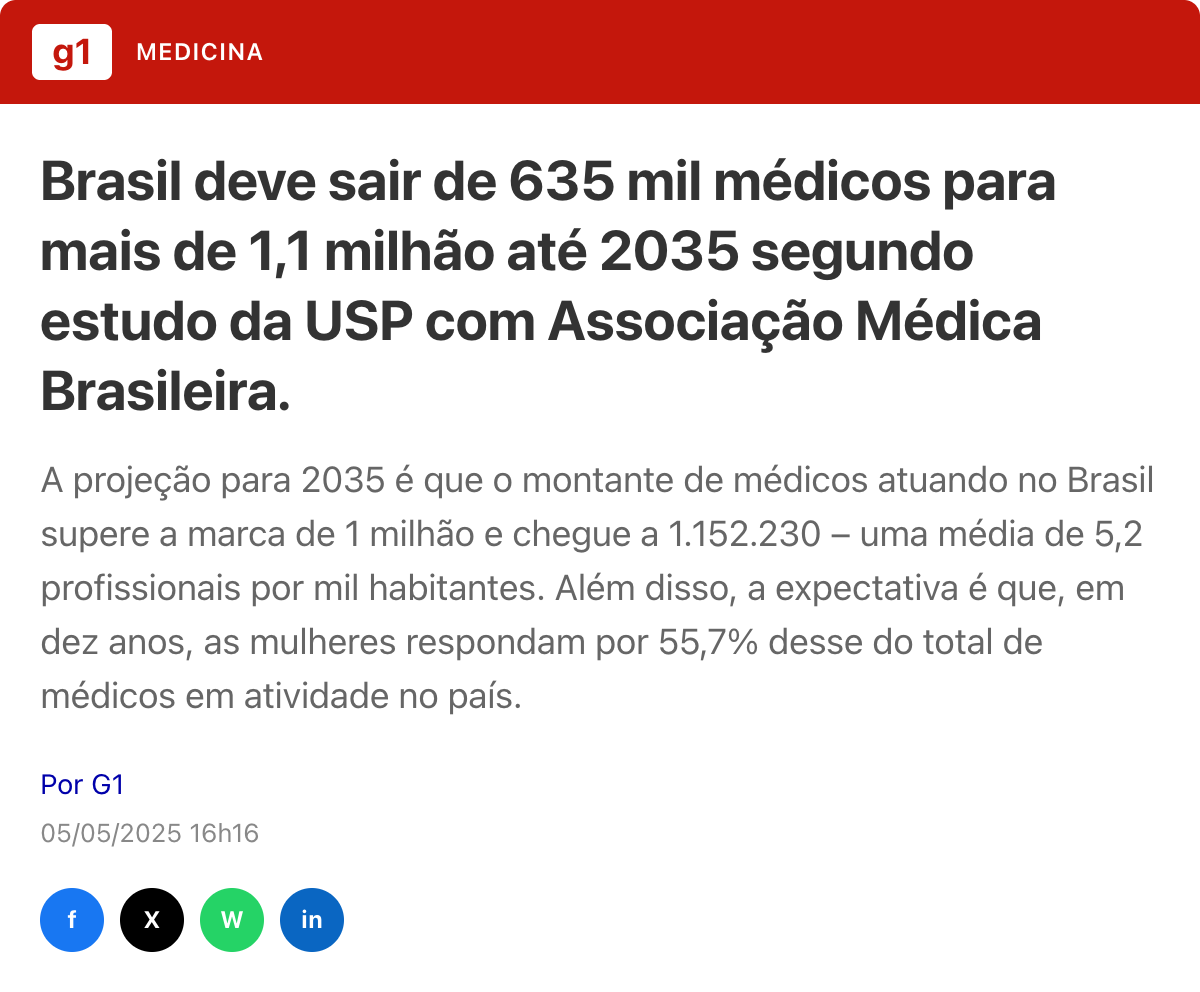 g1
MEDICINA
Brasil deve sair de 635 mil médicos para
mais de 1,1 milhão até 2035 segundo
estudo da USP com Associação Médica
Brasileira.
A projeção para 2035 é que o montante de médicos atuando no Brasil
supere a marca de 1 milhão e chegue a 1.152.230 – uma média de 5,2
profissionais por mil habitantes. Além disso, a expectativa é que, em
dez anos, as mulheres respondam por 55,7% desse do total de
médicos em atividade no país.
Por G1
05/05/2025 16h16
f X W in